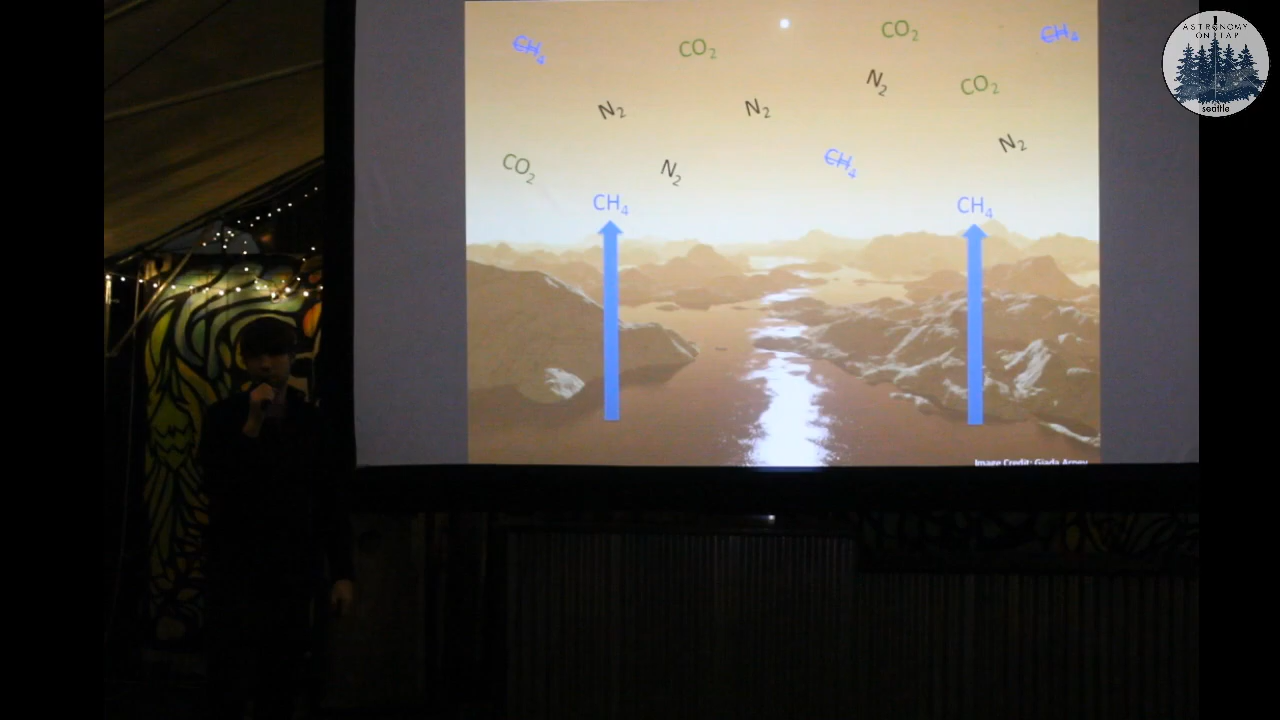 ASTRONOMY
ON TAP
seattle
CH₄
CO₂
CO₂
CH₄
N₂
CO₂
N₂
N₂
N₂
CO₂
N₂
CH₄
CH₄
CH₄
Image Credit: Giada Arney